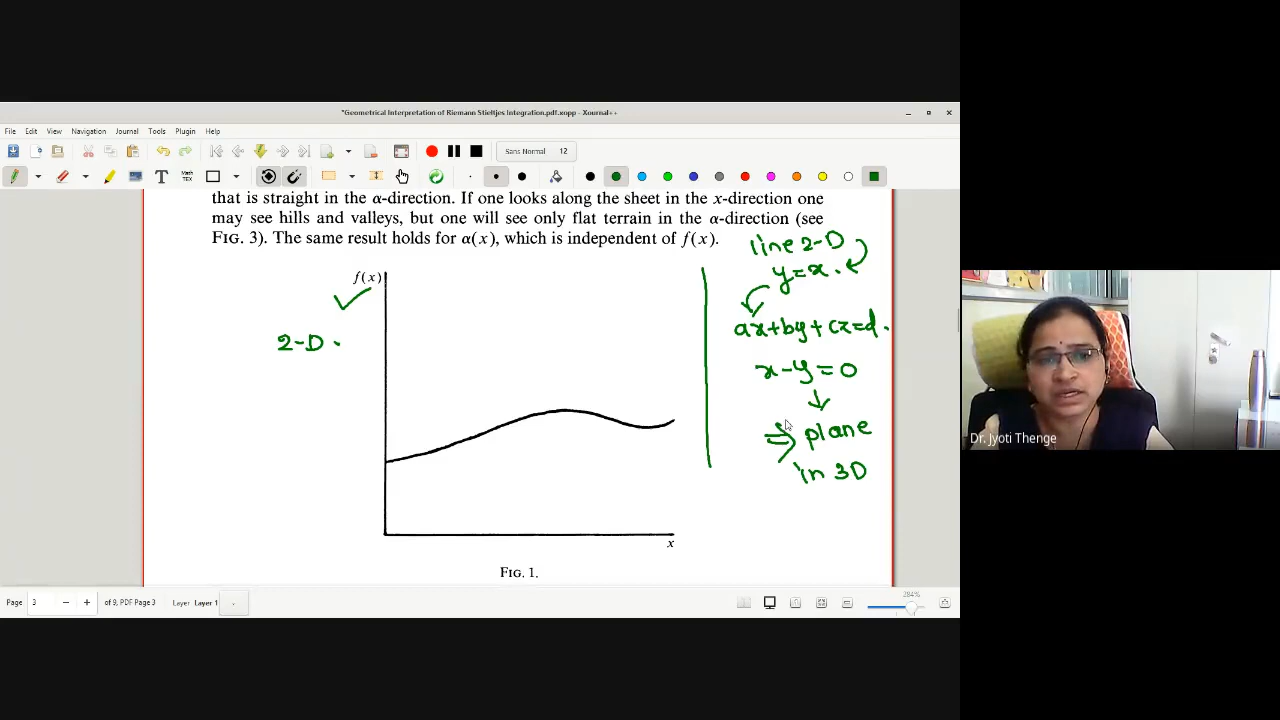 *Geometrical Interpretation of Riemann Stieltjes Integration.pdf.xopp - Xournal++
File Edit View Navigation Journal Tools Plugin Help
Sans Normal 12
that is straight in the α-direction. If one looks along the sheet in the x-direction one
may see hills and valleys, but one will see only flat terrain in the α-direction (see
FIG. 3). The same result holds for α(x), which is independent of f(x).
line 2-D
y=x.
f(x)
2-D
ax+by+cz=d.
x-y=0
⇒ plane
in 3D
x
FIG. 1.
Page 3 of 9, PDF Page 3 Layer Layer 1
284%
Dr. Jyoti Thenge